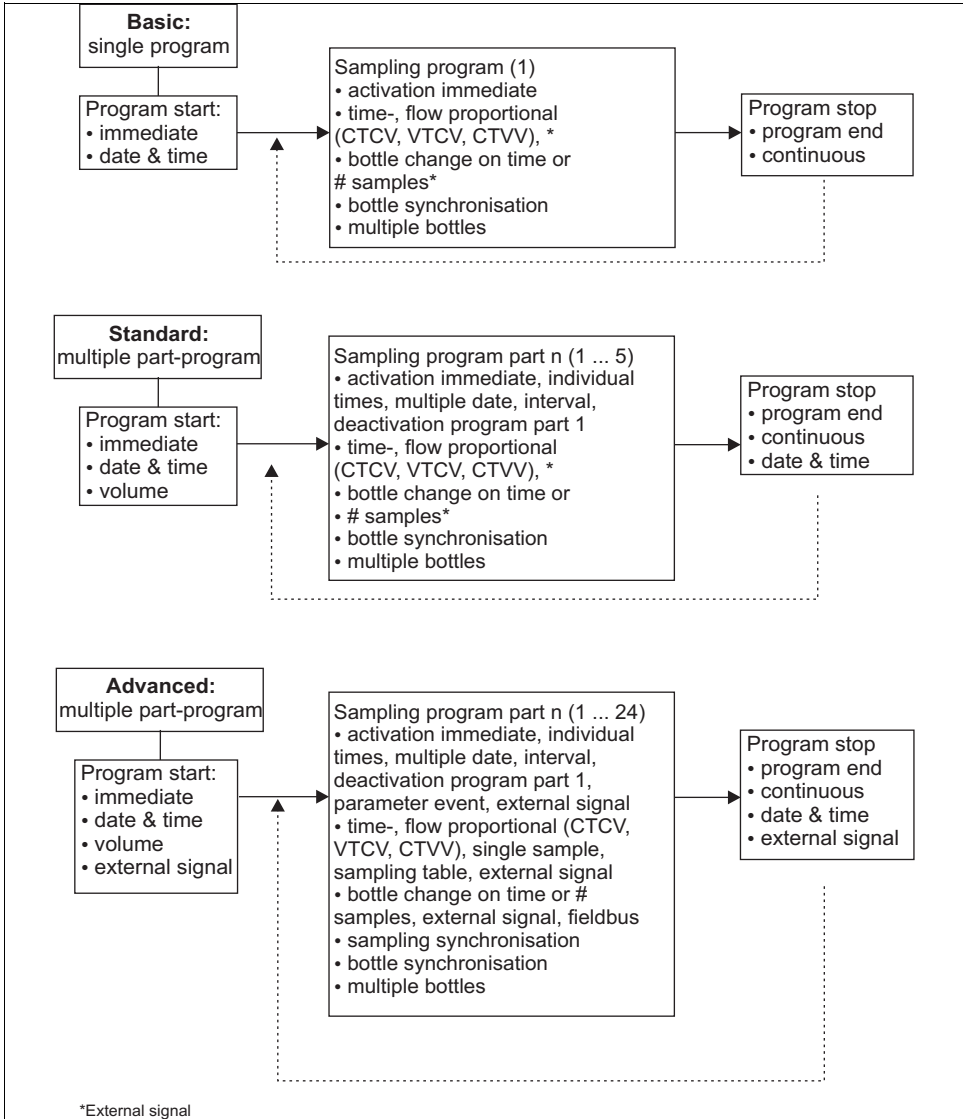 Basic:
single program
Program start:
• immediate
• date & time
Sampling program (1)
• activation immediate
• time-, flow proportional
(CTCV, VTCV, CTVV), *
• bottle change on time or
# samples*
• bottle synchronisation
• multiple bottles
Program stop
• program end
• continuous
Standard:
multiple part-program
Program start:
• immediate
• date & time
• volume
Sampling program part n (1 ... 5)
• activation immediate, individual
times, multiple date, interval,
deactivation program part 1
• time-, flow proportional
(CTCV, VTCV, CTVV), *
• bottle change on time or
• # samples*
• bottle synchronisation
• multiple bottles
Program stop
• program end
• continuous
• date & time
Advanced:
multiple part-program
Program start:
• immediate
• date & time
• volume
• external signal
Sampling program part n (1 ... 24)
• activation immediate, individual
times, multiple date, interval,
deactivation program part 1,
parameter event, external signal
• time-, flow proportional (CTCV,
VTCV, CTVV), single sample,
sampling table, external signal
• bottle change on time or #
samples, external signal, fieldbus
• sampling synchronisation
• bottle synchronisation
• multiple bottles
Program stop
• program end
• continuous
• date & time
• external signal
*External signal